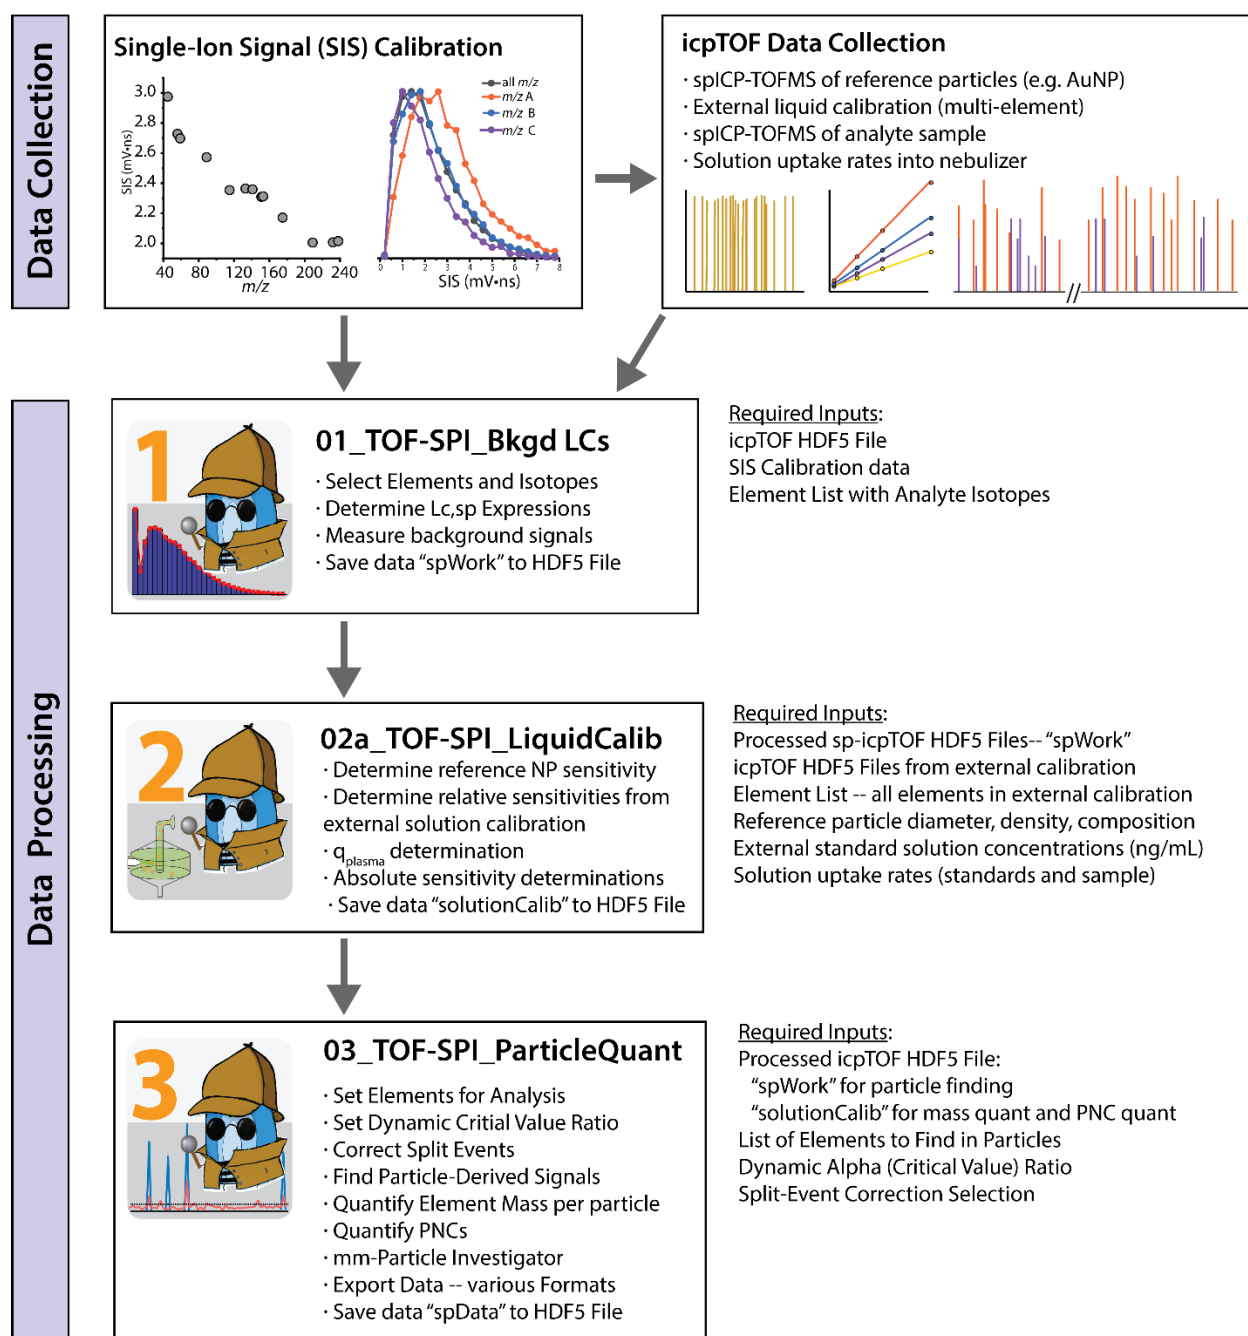 Data Collection
Single-Ion Signal (SIS) Calibration
SIS (mV•ns)
3.0
2.8
2.6
2.4
2.2
2.0
40 80 120 160 200 240
m/z
all m/z
m/z A
m/z B
m/z C
0 1 2 3 4 5 6 7 8
SIS (mV•ns)
icpTOF Data Collection
· spICP-TOFMS of reference particles (e.g. AuNP)
· External liquid calibration (multi-element)
· spICP-TOFMS of analyte sample
· Solution uptake rates into nebulizer
//
Data Processing
1
01_TOF-SPI_Bkgd LCs
· Select Elements and Isotopes
· Determine Lc,sp Expressions
· Measure background signals
· Save data “spWork” to HDF5 File
Required Inputs:
icpTOF HDF5 File
SIS Calibration data
Element List with Analyte Isotopes
2
02a_TOF-SPI_LiquidCalib
· Determine reference NP sensitivity
· Determine relative sensitivities from
external solution calibration
· qplasma determination
· Absolute sensitivity determinations
· Save data “solutionCalib” to HDF5 File
Required Inputs:
Processed sp-icpTOF HDF5 Files-- “spWork”
icpTOF HDF5 Files from external calibration
Element List -- all elements in external calibration
Reference particle diameter, density, composition
External standard solution concentrations (ng/mL)
Solution uptake rates (standards and sample)
3
03_TOF-SPI_ParticleQuant
· Set Elements for Analysis
· Set Dynamic Critial Value Ratio
· Correct Split Events
· Find Particle-Derived Signals
· Quantify Element Mass per particle
· Quantify PNCs
· mm-Particle Investigator
· Export Data -- various Formats
· Save data “spData” to HDF5 File
Required Inputs:
Processed icpTOF HDF5 File:
“spWork” for particle finding
“solutionCalib” for mass quant and PNC quant
List of Elements to Find in Particles
Dynamic Alpha (Critical Value) Ratio
Split-Event Correction Selection